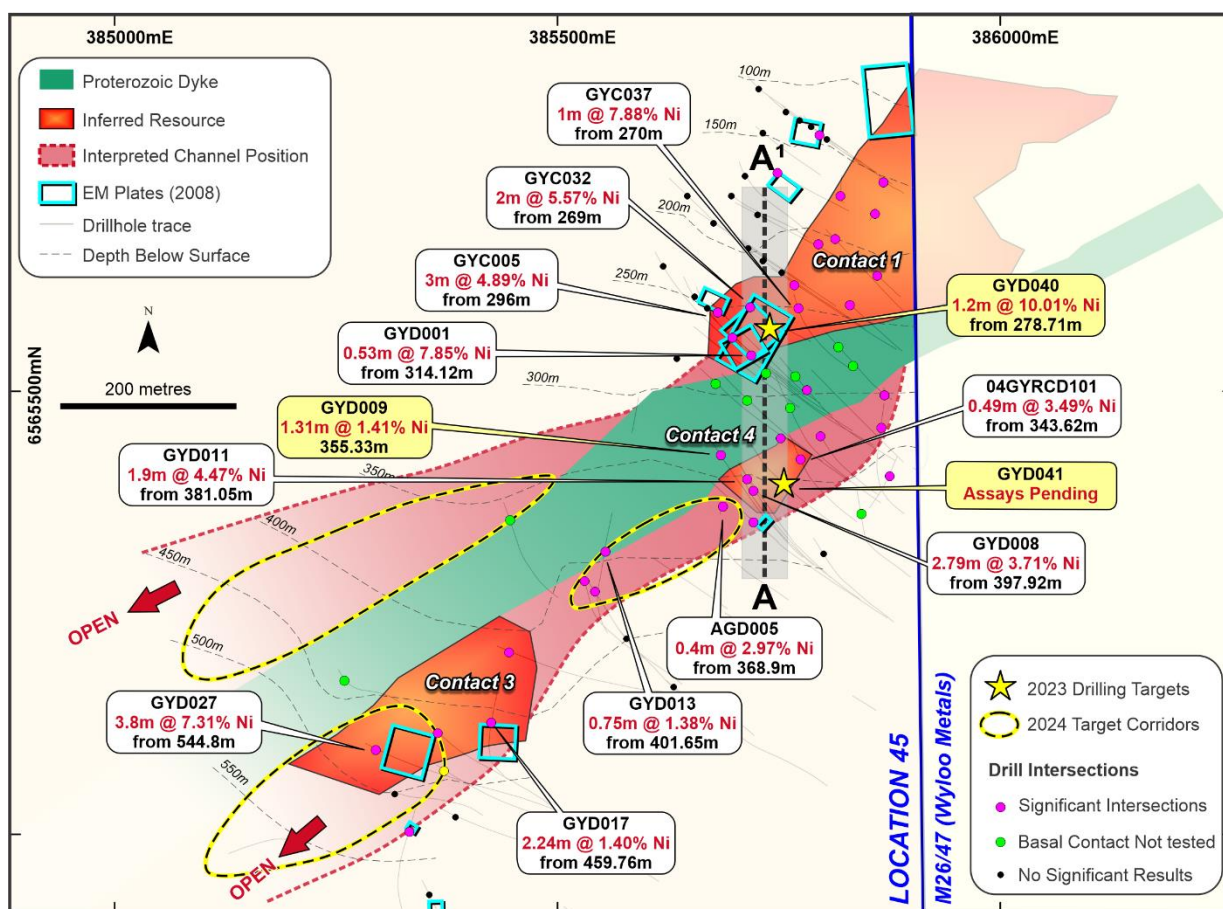 385000mE
385500mE
386000mE
Proterozoic Dyke
Inferred Resource
Interpreted Channel Position
EM Plates (2008)
Drillhole trace
Depth Below Surface
N
200 metres
6565500mN
100m
150m
200m
250m
300m
350m
400m
450m
500m
550m
GYC037
1m @ 7.88% Ni
from 270m
GYC032
2m @ 5.57% Ni
from 269m
GYC005
3m @ 4.89% Ni
from 296m
GYD001
0.53m @ 7.85% Ni
from 314.12m
GYD009
1.31m @ 1.41% Ni
355.33m
GYD011
1.9m @ 4.47% Ni
from 381.05m
A¹
Contact 1
GYD040
1.2m @ 10.01% Ni
from 278.71m
04GYRCD101
0.49m @ 3.49% Ni
from 343.62m
Contact 4
GYD041
Assays Pending
GYD008
2.79m @ 3.71% Ni
from 397.92m
A
AGD005
0.4m @ 2.97% Ni
from 368.9m
GYD013
0.75m @ 1.38% Ni
from 401.65m
OPEN
Contact 3
GYD027
3.8m @ 7.31% Ni
from 544.8m
GYD017
2.24m @ 1.40% Ni
from 459.76m
OPEN
LOCATION 45
M26/47 (Wyloo Metals)
2023 Drilling Targets
2024 Target Corridors
Drill Intersections
Significant Intersections
Basal Contact Not tested
No Significant Results